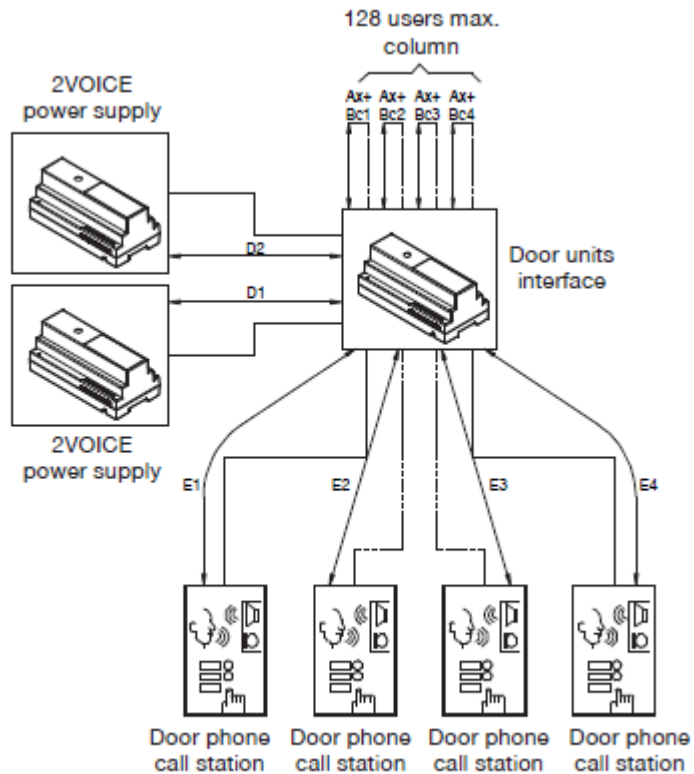 128 users max.
column
2VOICE
power supply
Ax+ Ax+ Ax+ Ax+
Bc1 Bc2 Bc3 Bc4
D2
Door units
interface
D1
2VOICE
power supply
E1
E2
E3
E4
Door phone
call station
Door phone
call station
Door phone
call station
Door phone
call station